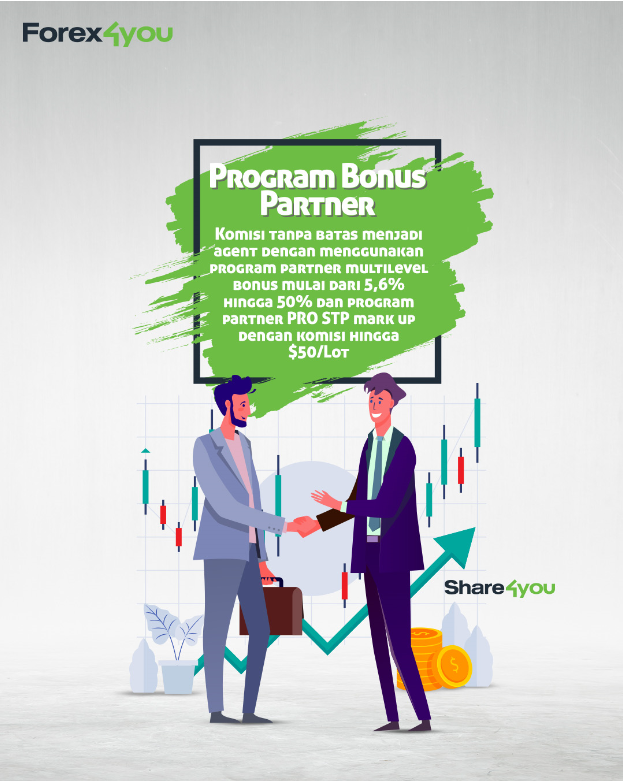 Forex4you
Program Bonus
Partner
Komisi tanpa batas menjadi
agent dengan menggunakan
program partner multilevel
bonus mulai dari 5,6%
hingga 50% dan program
partner PRO STP mark up
dengan komisi hingga
$50/Lot
Share4you
$